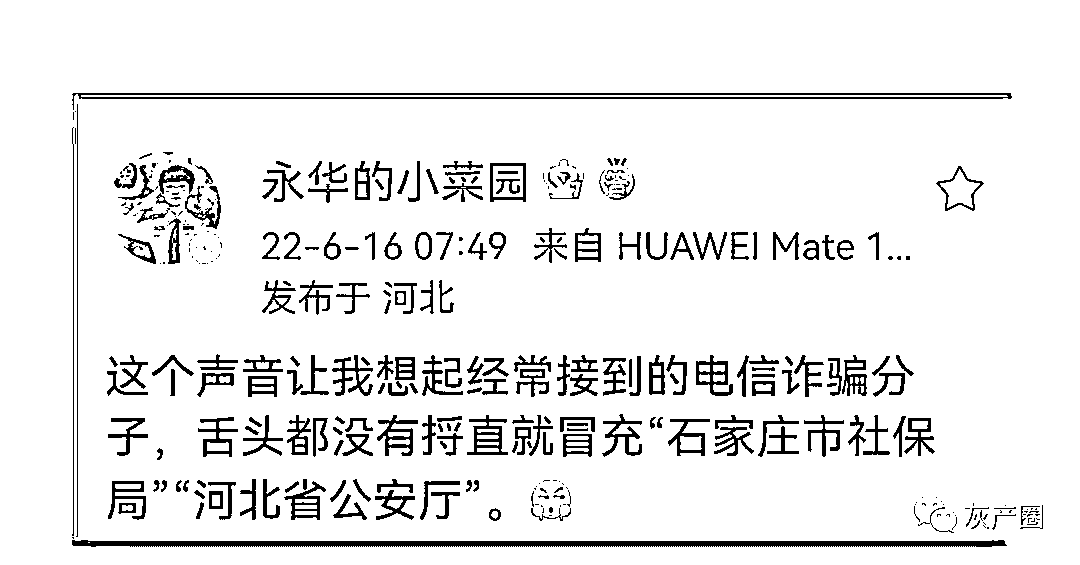 永华的小菜园
22-6-16 07:49 来自 HUAWEI Mate 1...
发布于 河北
这个声音让我想起经常接到的电信诈骗分
子，舌头都没有捋直就冒充“石家庄市社保
局”“河北省公安厅”。
灰产圈